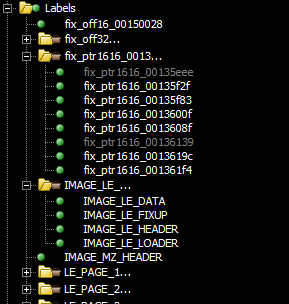 Labels
fix_off16_00150028
fix_off32...
fix_ptr1616_0013...
fix_ptr1616_00135eee
fix_ptr1616_00135f2f
fix_ptr1616_00135f83
fix_ptr1616_0013600f
fix_ptr1616_0013608f
fix_ptr1616_00136139
fix_ptr1616_0013619c
fix_ptr1616_001361f4
IMAGE_LE_...
IMAGE_LE_DATA
IMAGE_LE_FIXUP
IMAGE_LE_HEADER
IMAGE_LE_LOADER
IMAGE_MZ_HEADER
LE_PAGE_1...
LE_PAGE_2...